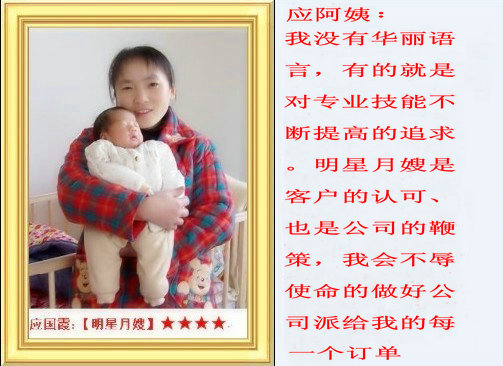 应阿姨：
我没有华丽语
言，有的就是
对专业技能不
断提高的追求
。明星月嫂是
客户的认可、
也是公司的鞭
策，我会不辱
使命的做好公
司派给我的每
一个订单
应国霞：【明星月嫂】★★★★